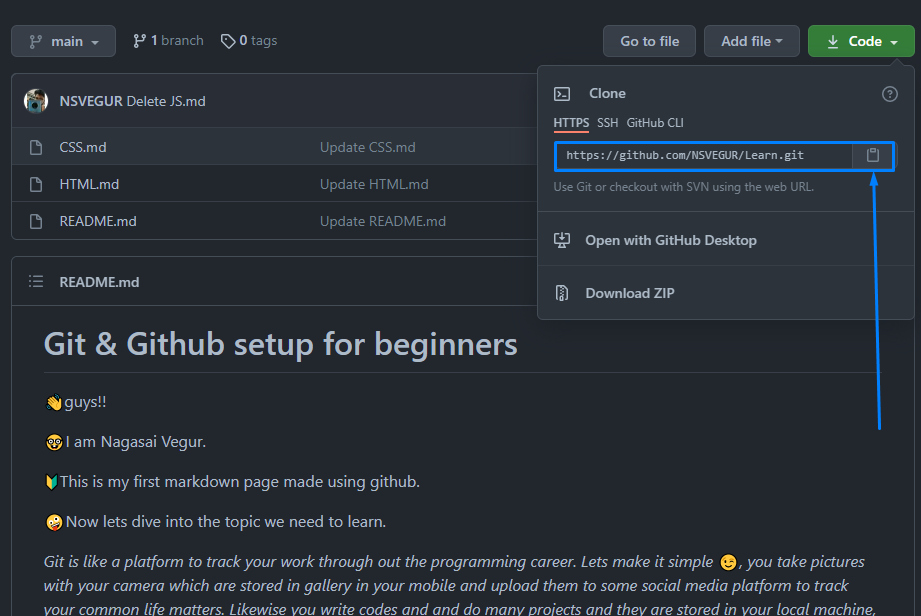 main
1 branch
0 tags
Go to file
Add file
Code
NSVEGUR Delete JS.md
CSS.md Update CSS.md
HTML.md Update HTML.md
README.md Update README.md
Clone
HTTPS SSH GitHub CLI
https://github.com/NSVEGUR/Learn.git
Use Git or checkout with SVN using the web URL.
Open with GitHub Desktop
Download ZIP
README.md
Git & Github setup for beginners
👋guys!!
🤓I am Nagasai Vegur.
🔰This is my first markdown page made using github.
🤪Now lets dive into the topic we need to learn.
Git is like a platform to track your work through out the programming career. Lets make it simple 😉, you take pictures
with your camera which are stored in gallery in your mobile and upload them to some social media platform to track
your common life matters. Likewise you write codes and and do many projects and they are stored in your local machine,